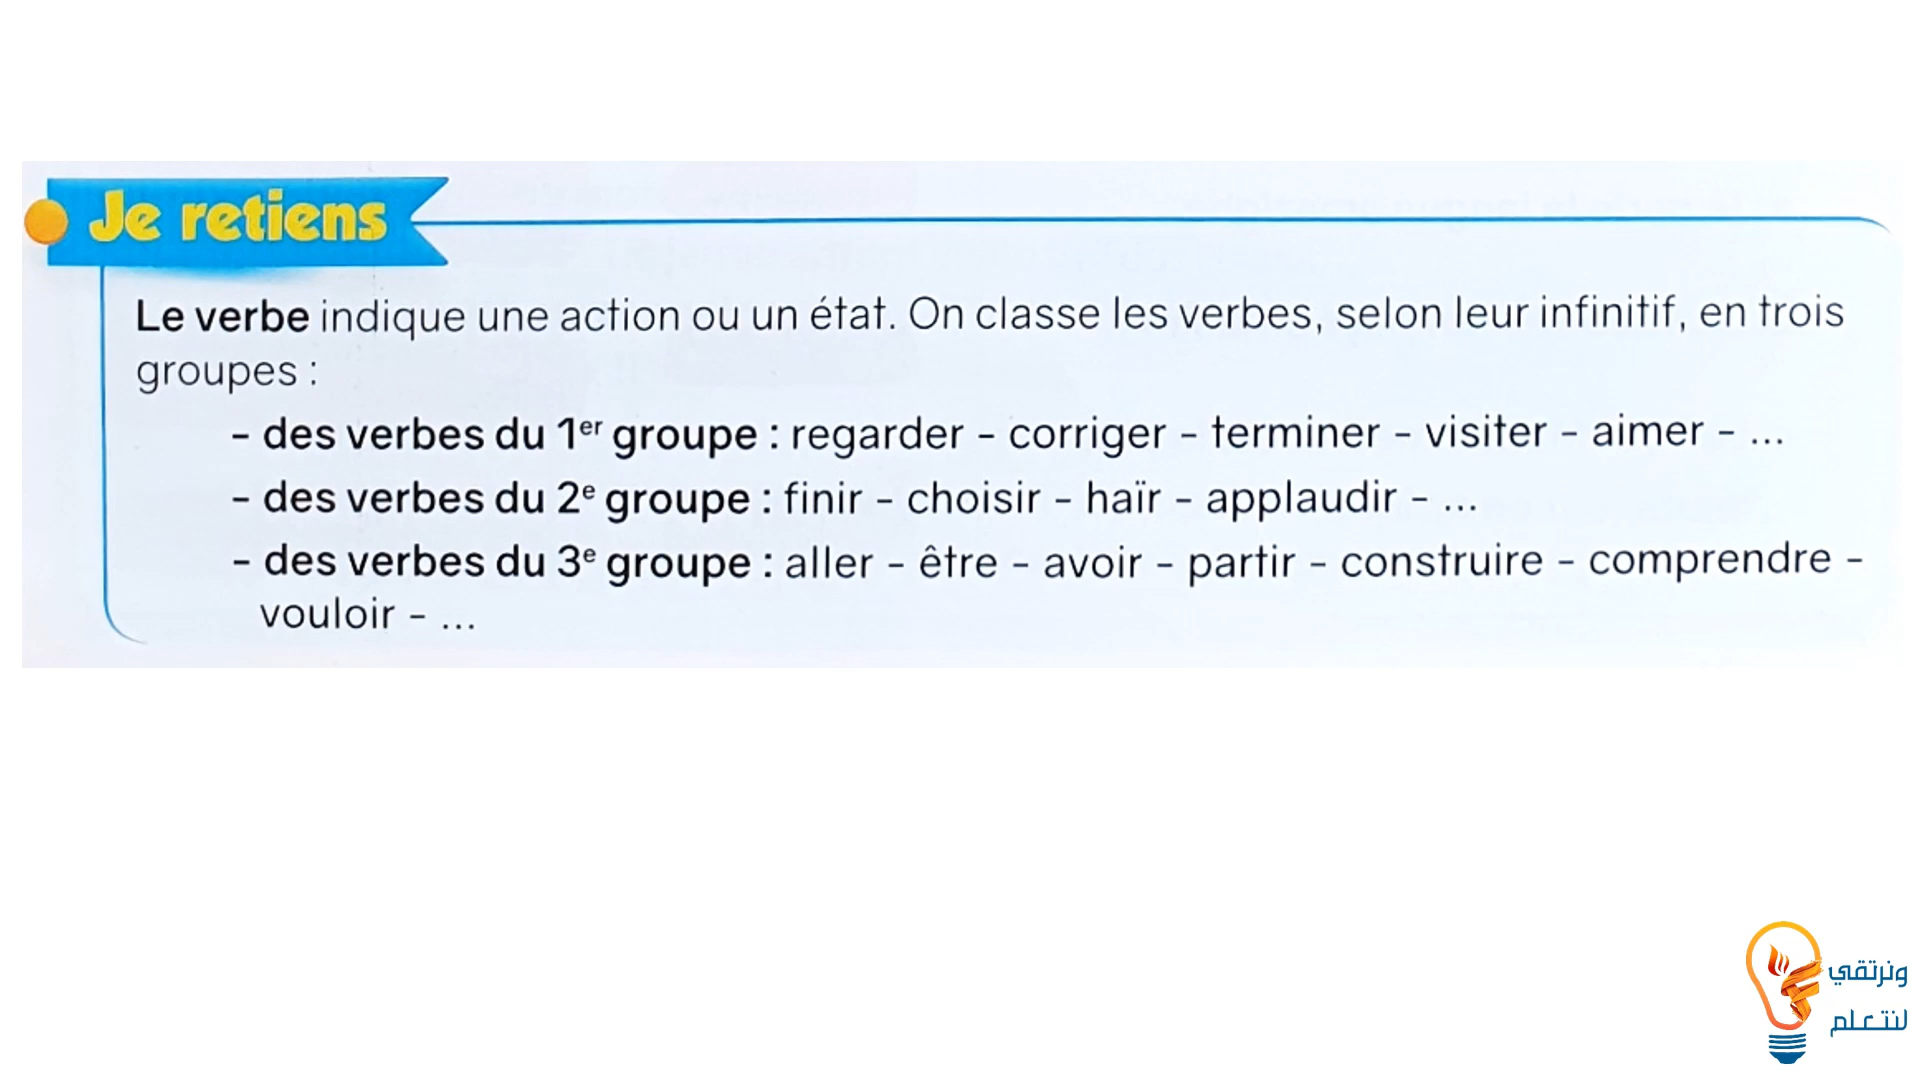 Je retiens
Le verbe indique une action ou un état. On classe les verbes, selon leur infinitif, en trois
groupes :
– des verbes du 1er groupe : regarder – corriger – terminer – visiter – aimer – ...
– des verbes du 2e groupe : finir – choisir – haïr – applaudir – ...
– des verbes du 3e groupe : aller – être – avoir – partir – construire – comprendre –
vouloir – ...
ونرتقي
لنتعلم